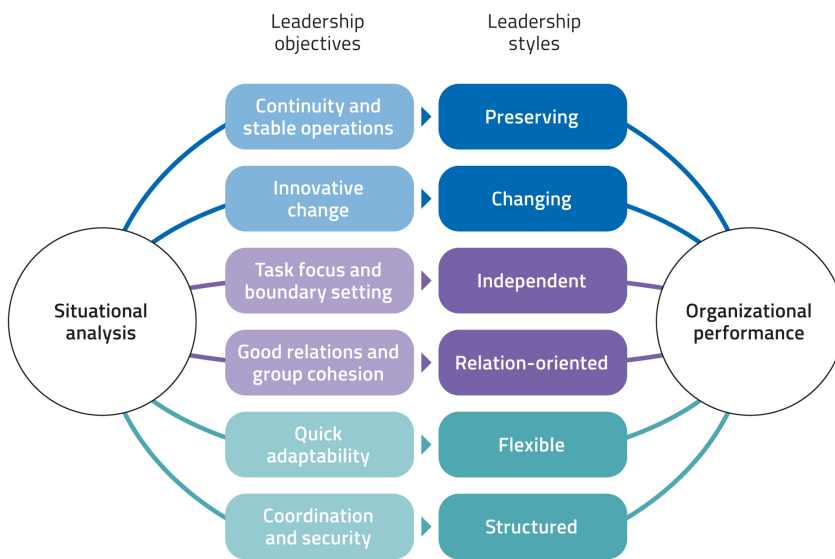 Leadership
objectives
Leadership
styles
Continuity and
stable operations
Preserving
Innovative
change
Changing
Task focus and
boundary setting
Independent
Situational
analysis
Organizational
performance
Good relations and
group cohesion
Relation-oriented
Quick
adaptability
Flexible
Coordination
and security
Structured